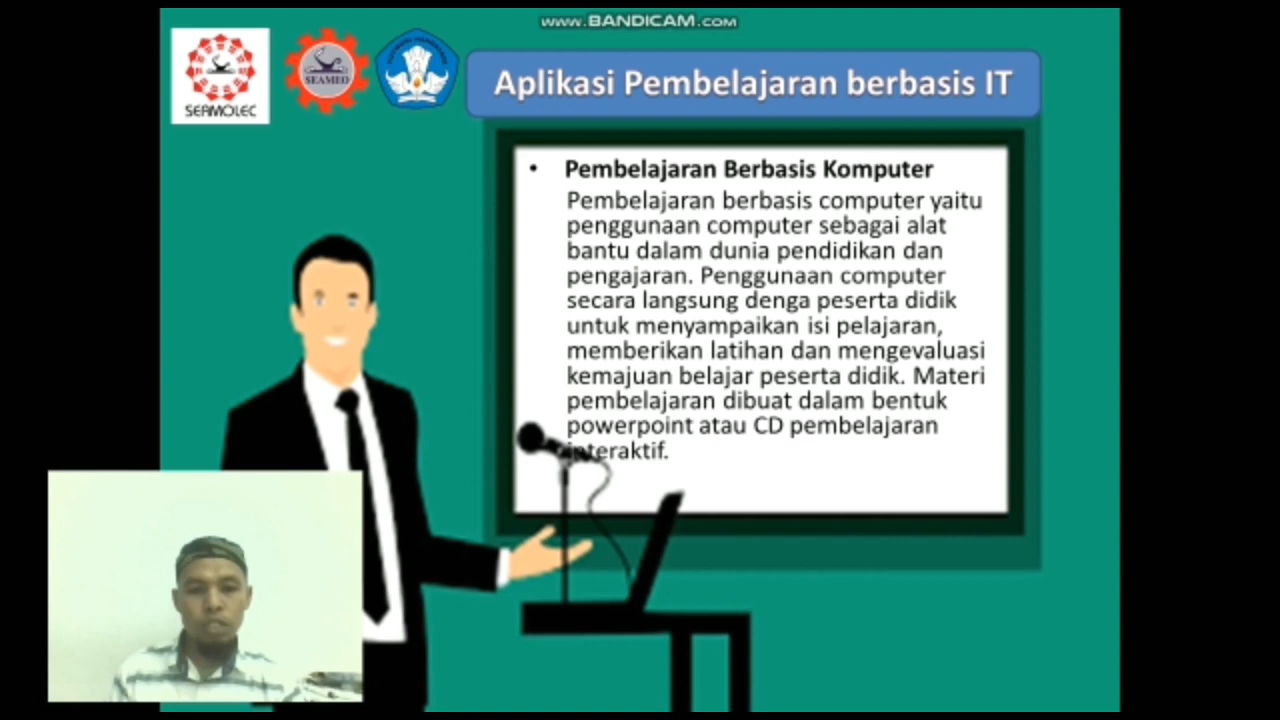 www.BANDICAM.com
SEAMOLEC
SEAMEO
Aplikasi Pembelajaran berbasis IT
• Pembelajaran Berbasis Komputer
Pembelajaran berbasis computer yaitu
penggunaan computer sebagai alat
bantu dalam dunia pendidikan dan
pengajaran. Penggunaan computer
secara langsung denga peserta didik
untuk menyampaikan isi pelajaran,
memberikan latihan dan mengevaluasi
kemajuan belajar peserta didik. Materi
pembelajaran dibuat dalam bentuk
powerpoint atau CD pembelajaran
interaktif.